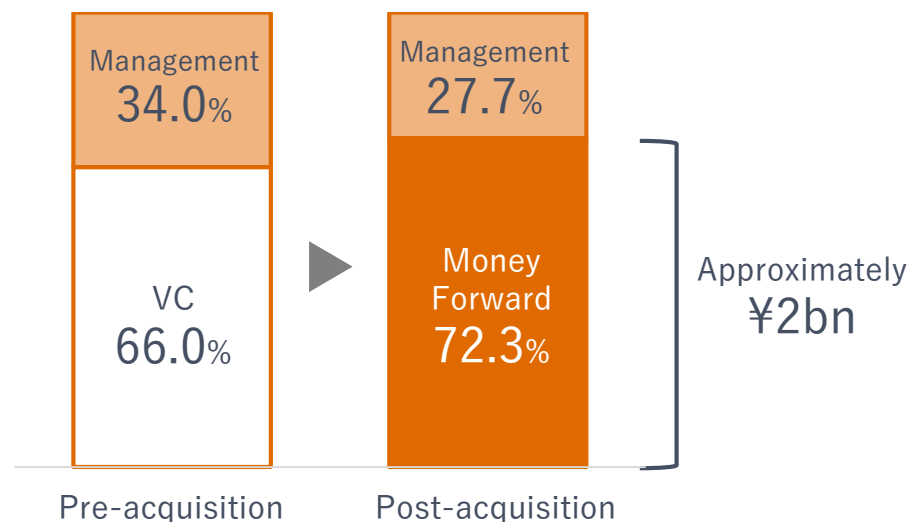 Management
34.0%
VC
66.0%
Pre-acquisition
Management
27.7%
Money
Forward
72.3%
Post-acquisition
Approximately
¥2bn